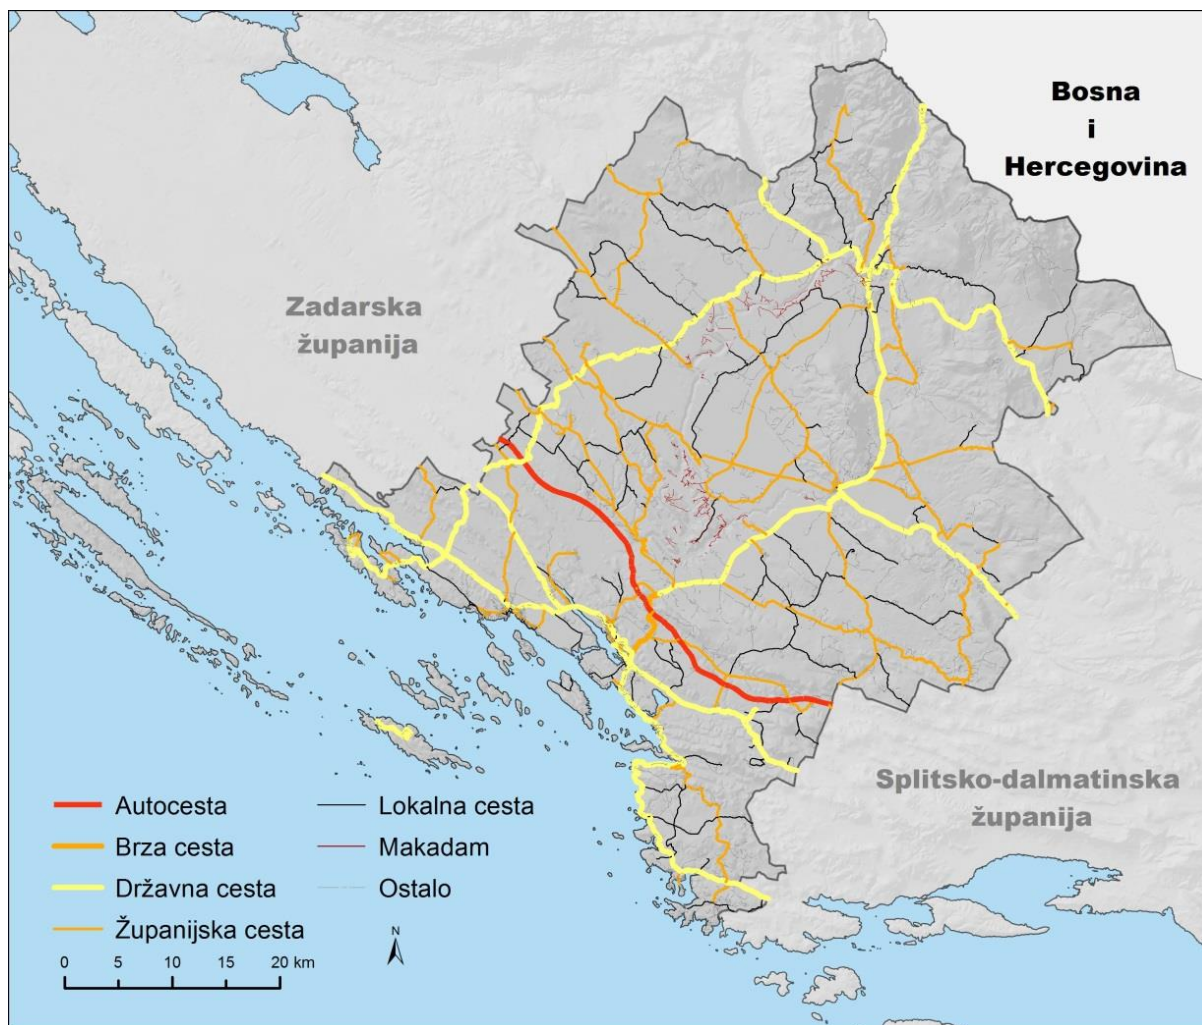 Bosna
i
Hercegovina
Zadarska
županija
Splitsko-dalmatinska
županija
Autocesta
Brza cesta
Državna cesta
Županijska cesta
Lokalna cesta
Makadam
Ostalo
N
0 5 10 15 20 km